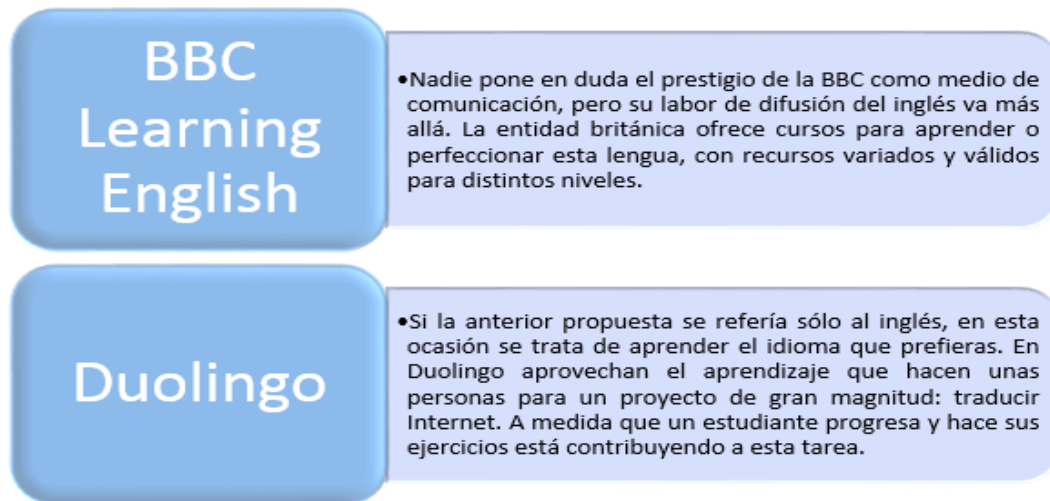 BBC
Learning
English
•Nadie pone en duda el prestigio de la BBC como medio de
comunicación, pero su labor de difusión del inglés va más
allá. La entidad británica ofrece cursos para aprender o
perfeccionar esta lengua, con recursos variados y válidos
para distintos niveles.
Duolingo
•Si la anterior propuesta se refería sólo al inglés, en esta
ocasión se trata de aprender el idioma que prefieras. En
Duolingo aprovechan el aprendizaje que hacen unas
personas para un proyecto de gran magnitud: traducir
Internet. A medida que un estudiante progresa y hace sus
ejercicios está contribuyendo a esta tarea.